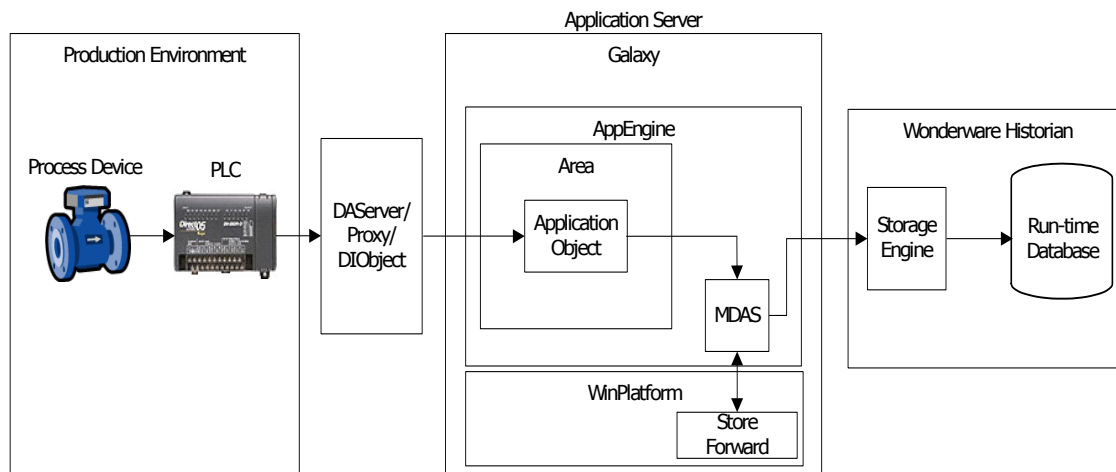 Application Server
Production Environment
Galaxy
AppEngine
Wonderware Historian
Process Device
PLC
Area
DAServer/
Proxy/
DIObject
Application
Object
Storage
Engine
Run-time
Database
MDAS
WinPlatform
Store
Forward